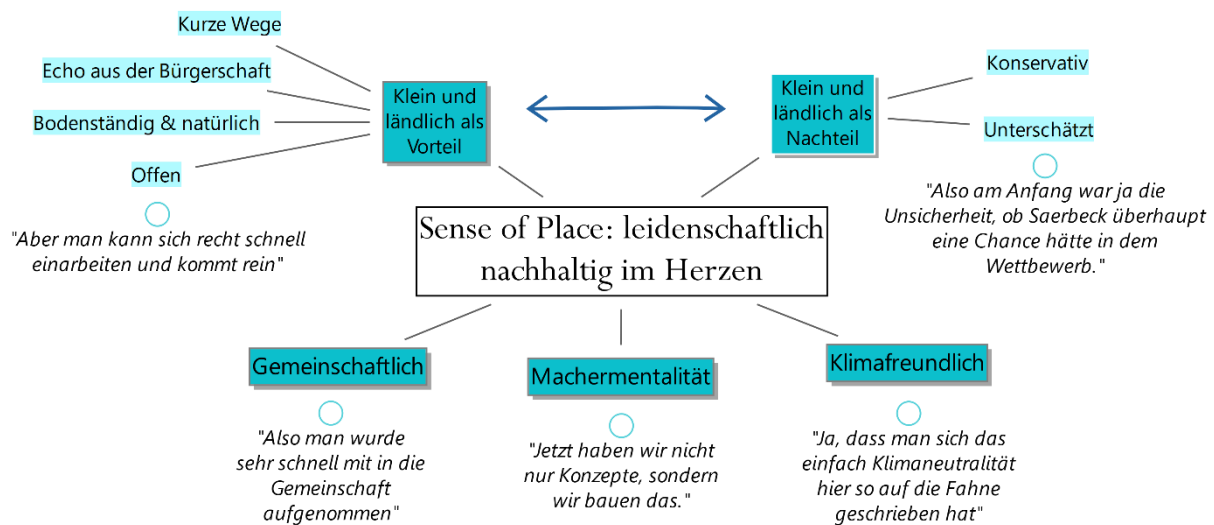 Kurze Wege
Echo aus der Bürgerschaft
Bodenständig & natürlich
Offen
"Aber man kann sich recht schnell
einarbeiten und kommt rein"
Klein und
ländlich als
Vorteil
Klein und
ländlich als
Nachteil
Konservativ
Unterschätzt
"Also am Anfang war ja die
Unsicherheit, ob Saerbeck überhaupt
eine Chance hätte in dem
Wettbewerb."
Sense of Place: leidenschaftlich
nachhaltig im Herzen
Gemeinschaftlich
"Also man wurde
sehr schnell mit in die
Gemeinschaft
aufgenommen"
Machermentalität
"Jetzt haben wir nicht
nur Konzepte, sondern
wir bauen das."
Klimafreundlich
"Ja, dass man sich das
einfach Klimaneutralität
hier so auf die Fahne
geschrieben hat"